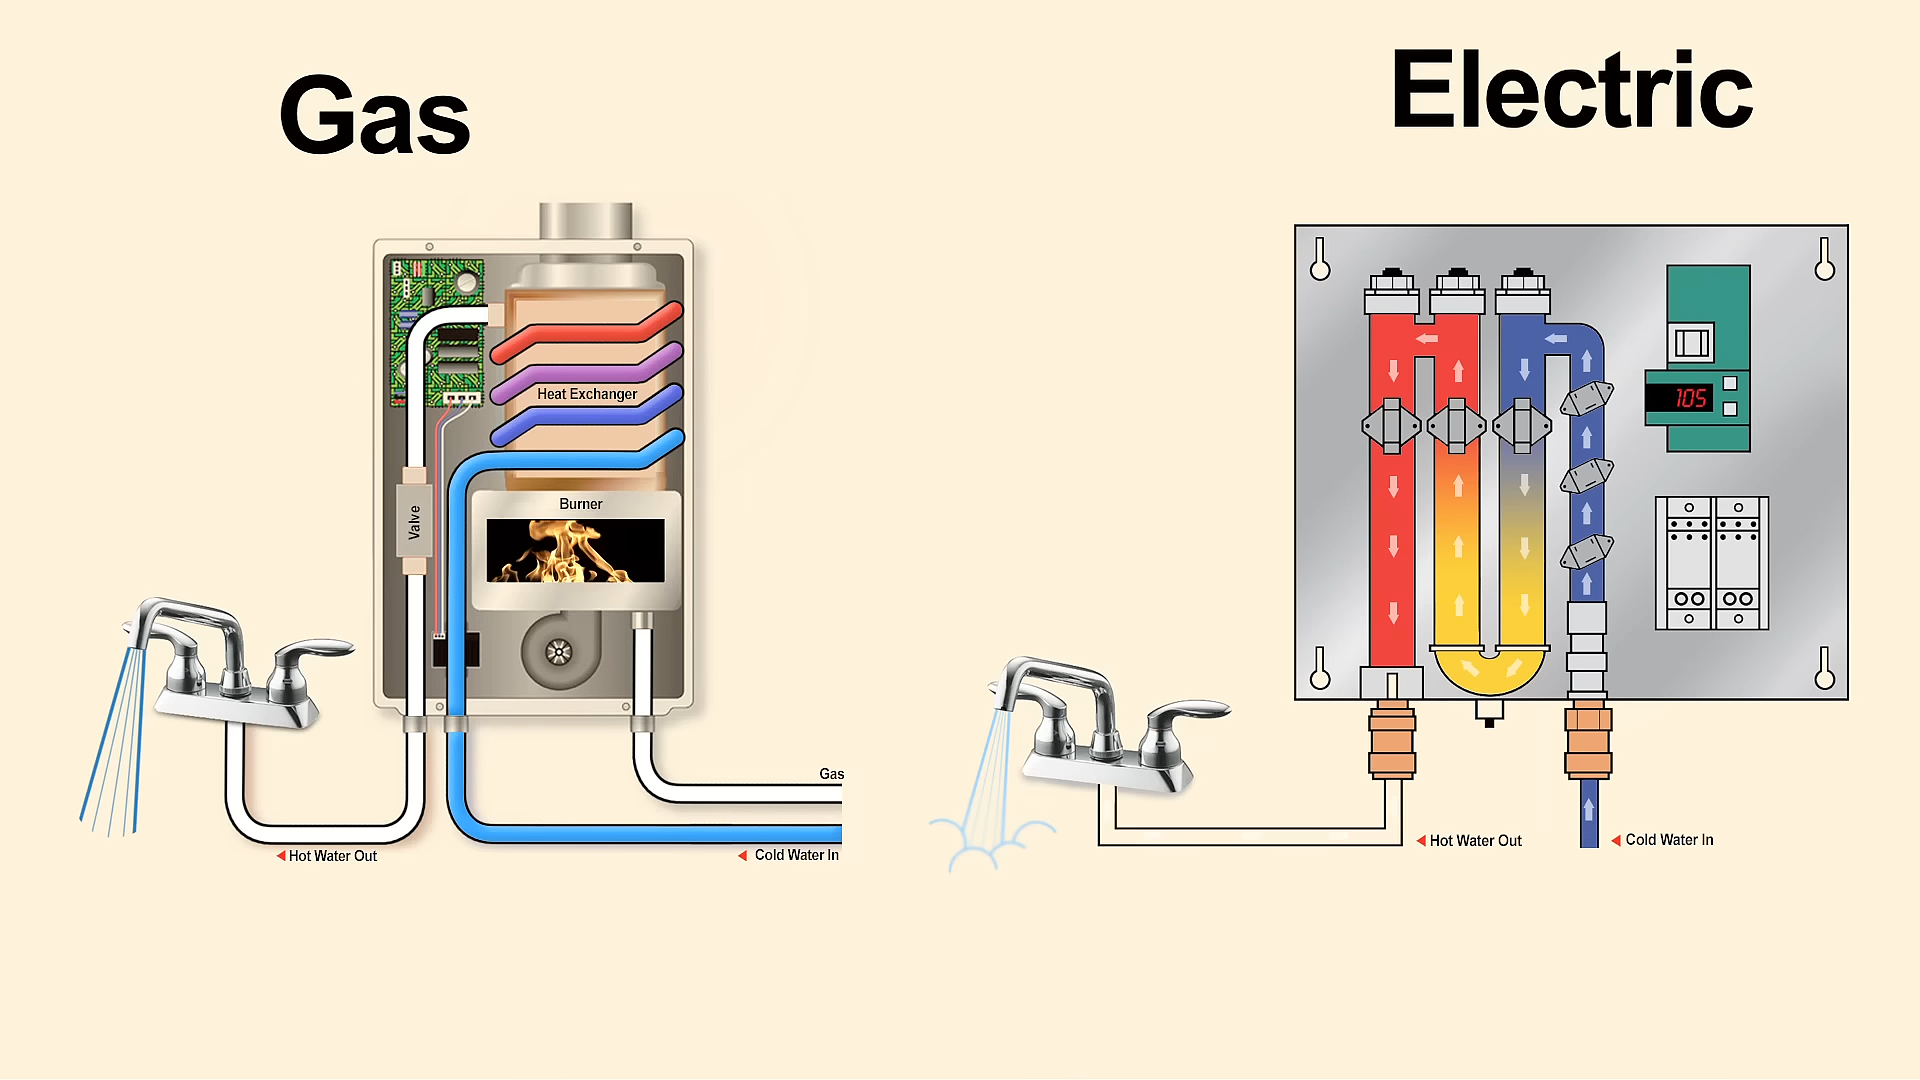 Gas
Electric
Heat Exchanger
Burner
Valve
105
Gas
Hot Water Out
Cold Water In
Hot Water Out
Cold Water In